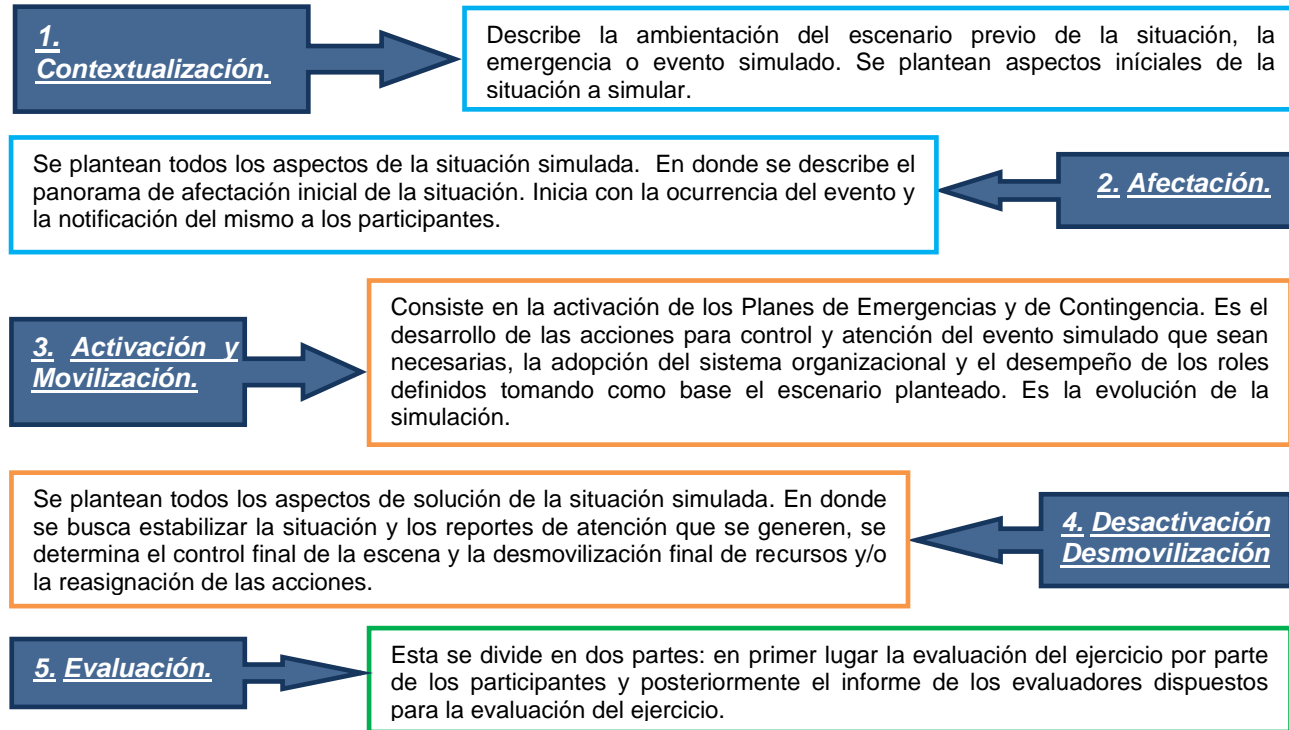 1.
Contextualización.
Describe la ambientación del escenario previo de la situación, la
emergencia o evento simulado. Se plantean aspectos iníciales de la
situación a simular.
Se plantean todos los aspectos de la situación simulada. En donde se describe el
panorama de afectación inicial de la situación. Inicia con la ocurrencia del evento y
la notificación del mismo a los participantes.
2. Afectación.
3. Activación y
Movilización.
Consiste en la activación de los Planes de Emergencias y de Contingencia. Es el
desarrollo de las acciones para control y atención del evento simulado que sean
necesarias, la adopción del sistema organizacional y el desempeño de los roles
definidos tomando como base el escenario planteado. Es la evolución de la
simulación.
Se plantean todos los aspectos de solución de la situación simulada. En donde
se busca estabilizar la situación y los reportes de atención que se generen, se
determina el control final de la escena y la desmovilización final de recursos y/o
la reasignación de las acciones.
4. Desactivación
Desmovilización
5. Evaluación.
Esta se divide en dos partes: en primer lugar la evaluación del ejercicio por parte
de los participantes y posteriormente el informe de los evaluadores dispuestos
para la evaluación del ejercicio.